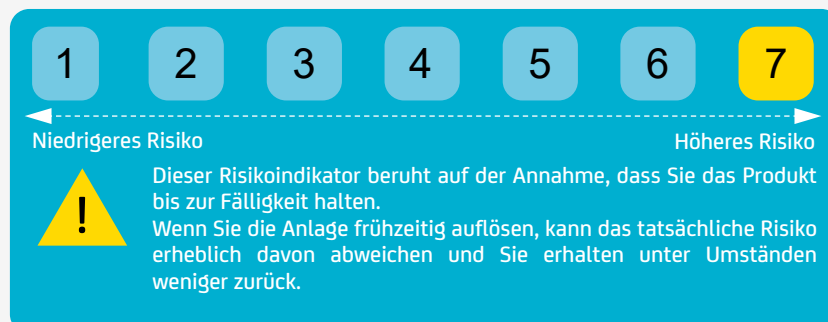 1 2 3 4 5 6 7
Niedrigeres Risiko Höheres Risiko
!
Dieser Risikoindikator beruht auf der Annahme, dass Sie das Produkt
bis zur Fälligkeit halten.
Wenn Sie die Anlage frühzeitig auflösen, kann das tatsächliche Risiko
erheblich davon abweichen und Sie erhalten unter Umständen
weniger zurück.